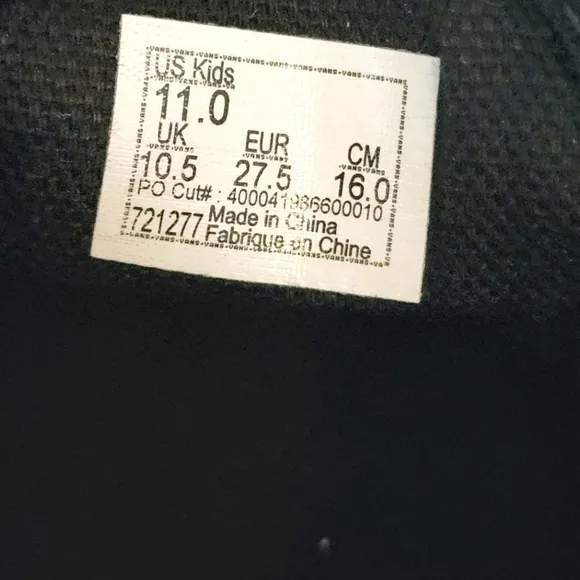 US Kids
11.0
UK EUR CM
10.5 27.5 16.0
PO Cut# : 4000419866600010
721277 Made in China
Fabrique en Chine